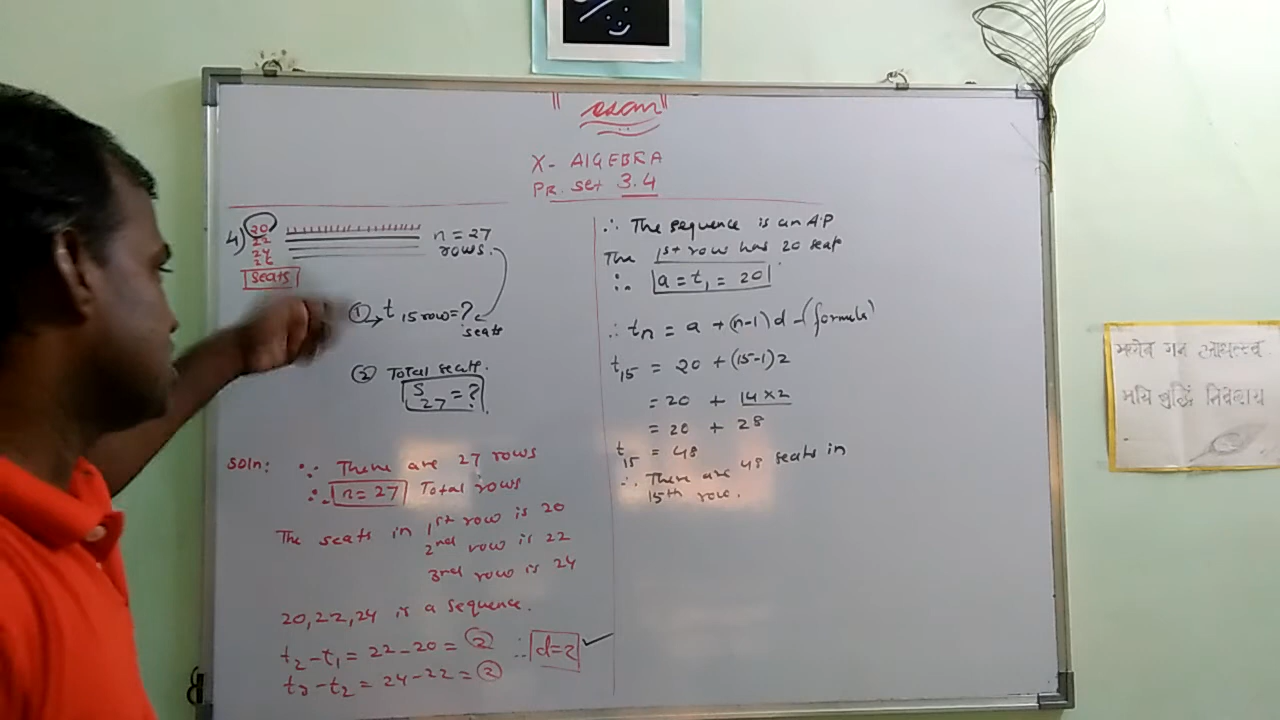 " exam "
X- ALGEBRA
PR. Set 3.4
4) 20
22
24
26
Seats
n = 27
rows.
① → t 15 row = ?
seats
② Total seats.
S 27 = ?
Soln: ∵ There are 27 rows
∴ n = 27 Total rows
The seats in 1st row is 20
2nd row is 22
3rd row is 24
20, 22, 24 is a sequence.
t2 - t1 = 22 - 20 = ② ∴ d=2 ✓
t3 - t2 = 24 - 22 = ②
∴ The sequence is an A.P
The 1st row has 20 seats
∴ a = t1 = 20
∴ tn = a + (n-1) d - (formula)
t15 = 20 + (15-1) 2
= 20 + 14 × 2
= 20 + 28
t15 = 48
∴ There are 48 seats in
15th row.